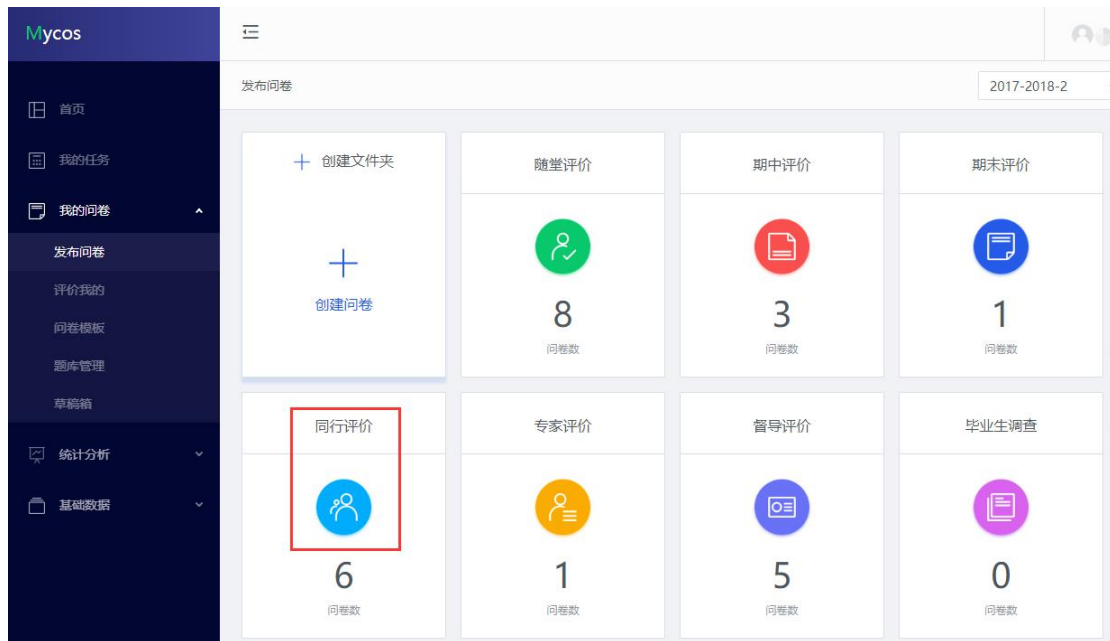 Mycos
首页
我的任务
我的问卷
发布问卷
评价我的
问卷模板
题库管理
草稿箱
统计分析
基础数据
发布问卷
2017-2018-2
创建文件夹
创建问卷
随堂评价
8
问卷数
期中评价
3
问卷数
期末评价
1
问卷数
同行评价
6
问卷数
专家评价
1
问卷数
督导评价
5
问卷数
毕业生调查
0
问卷数